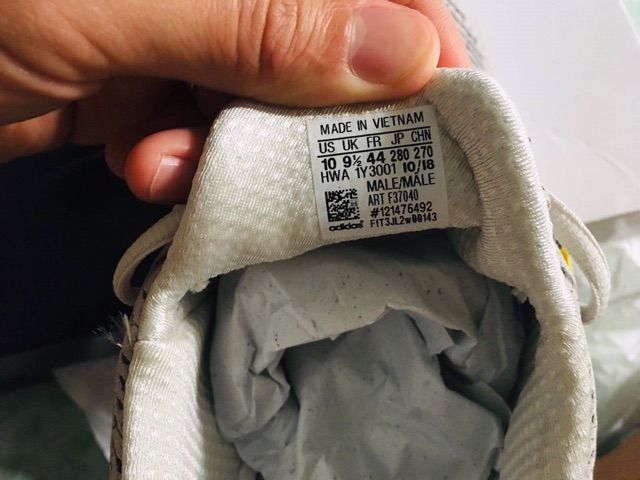 MADE IN VIETNAM
US UK FR JP CHN
10 9½ 44 280 270
HWA 1Y3001 10/18
MALE/MALE
ART F37040
#121476492
F1T3JL2W00143
adidas